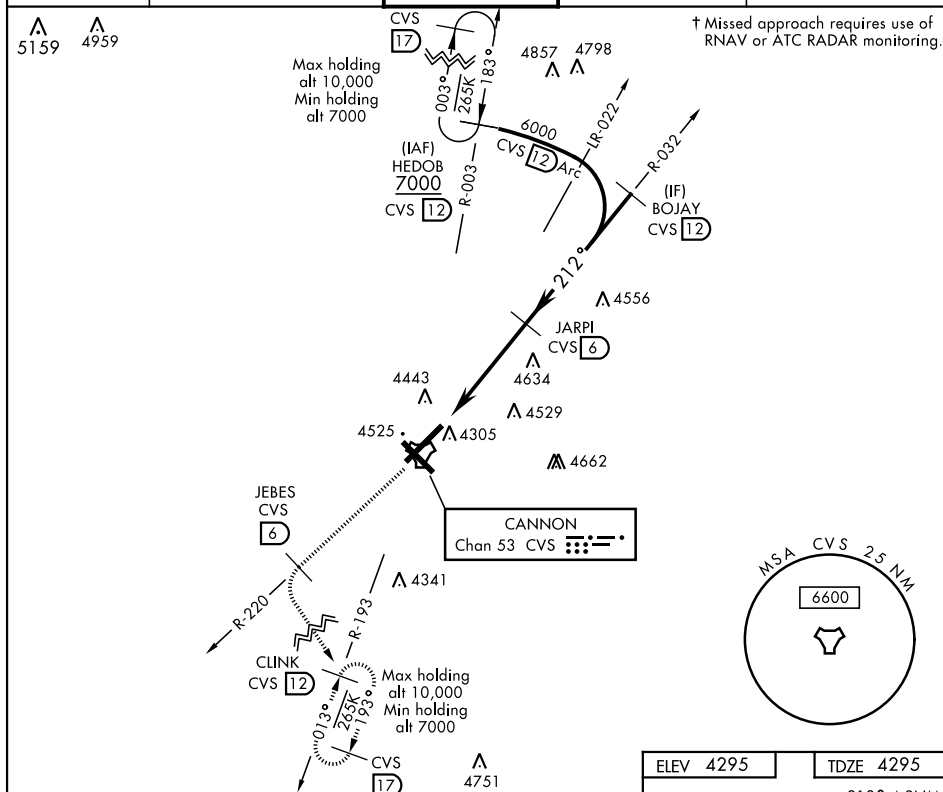 5159
4959
CVS
17
† Missed approach requires use of
RNAV or ATC RADAR monitoring.
Max holding
alt 10,000
Min holding
alt 7000
003°
265K
183°
4857
4798
6000
CVS 12 Arc
LR-022
R-032
(IAF)
HEDOB
7000
CVS 12
R-003
(IF)
BOJAY
CVS 12
212°
4556
JARPI
CVS 6
4634
4443
4529
4525
4305
4662
JEBES
CVS
6
CANNON
Chan 53 CVS
MSA CVS 25 NM
6600
4341
R-220
R-193
CLINK
CVS 12
Max holding
alt 10,000
Min holding
alt 7000
013°
265K
193°
CVS
17
4751
ELEV 4295
TDZE 4295